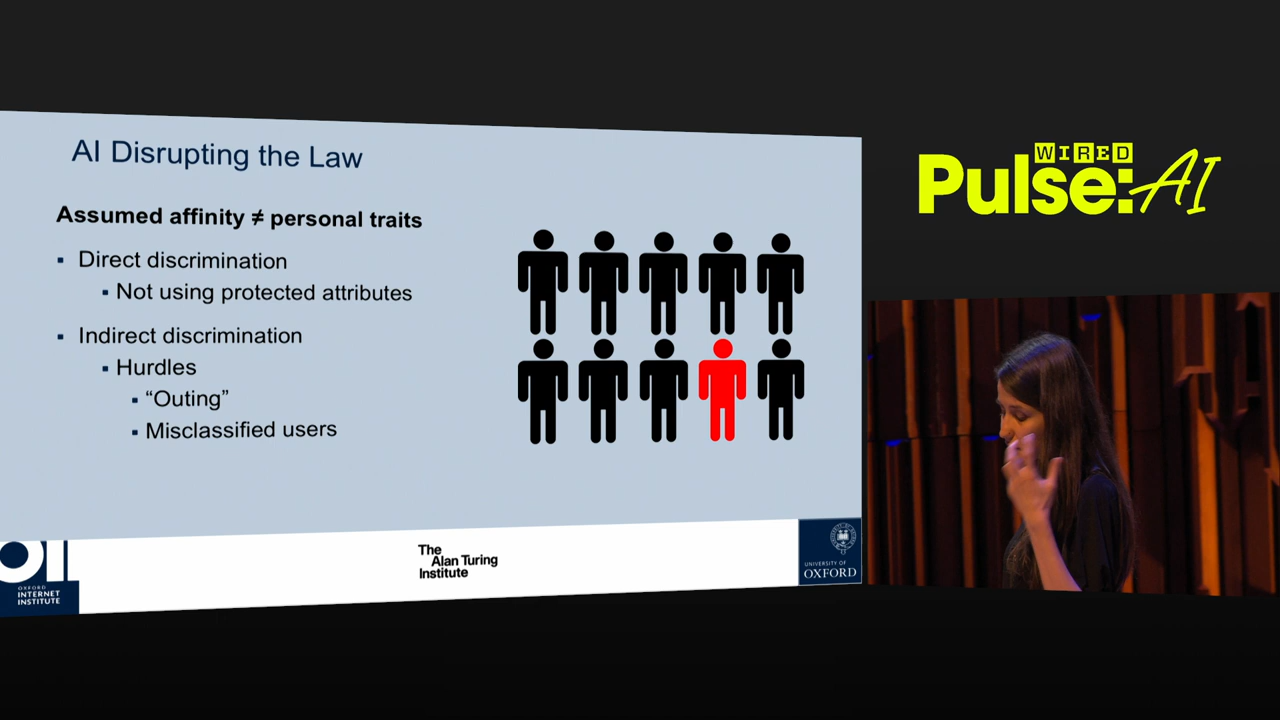 AI Disrupting the Law
Assumed affinity ≠ personal traits
▪ Direct discrimination
▪ Not using protected attributes
▪ Indirect discrimination
▪ Hurdles
▪ “Outing”
▪ Misclassified users
OII
OXFORD
INTERNET
INSTITUTE
The
Alan Turing
Institute
UNIVERSITY OF
OXFORD
WIRED
Pulse:AI